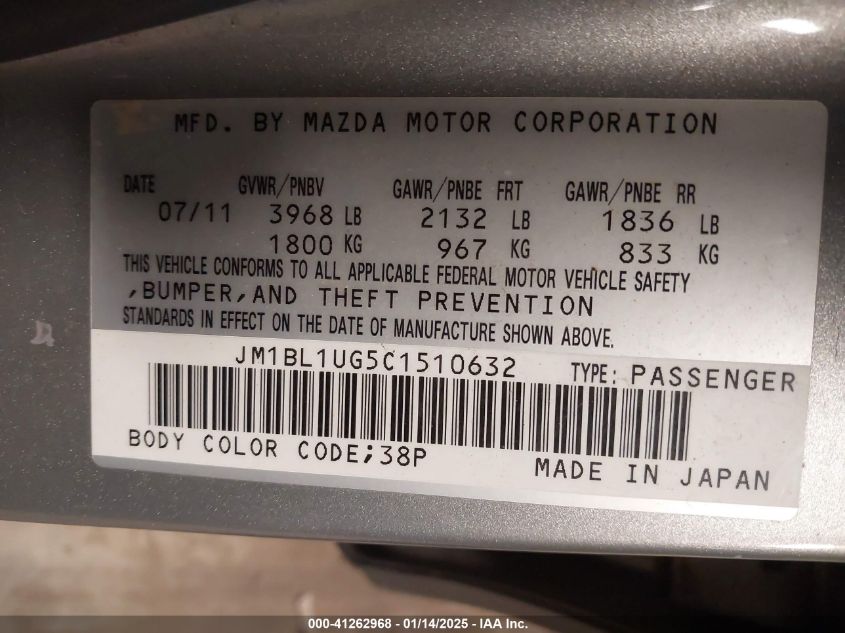 MFD. BY MAZDA MOTOR CORPORATION
DATE GVWR/PNBV GAWR/PNBE FRT GAWR/PNBE RR
07/11 3968 LB 2132 LB 1836 LB
1800 KG 967 KG 833 KG
THIS VEHICLE CONFORMS TO ALL APPLICABLE FEDERAL MOTOR VEHICLE SAFETY
,BUMPER,AND THEFT PREVENTION
STANDARDS IN EFFECT ON THE DATE OF MANUFACTURE SHOWN ABOVE.
JM1BL1UG5C1510632 TYPE: PASSENGER
BODY COLOR CODE;38P MADE IN JAPAN
000-41262968 - 01/14/2025 - IAA Inc.